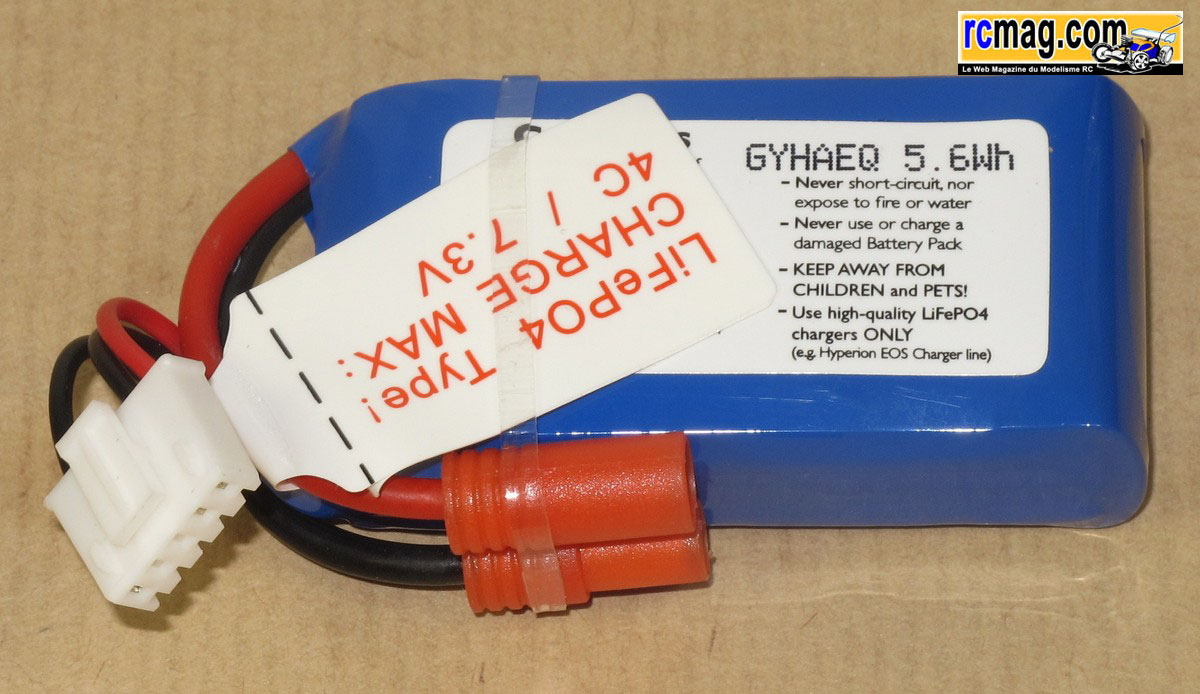 rcmag.com
Le Web Magazine du Modelisme RC
GYHAEQ 5.6Wh
- Never short-circuit, nor
expose to fire or water
- Never use or charge a
damaged Battery Pack
- KEEP AWAY FROM
CHILDREN and PETS!
- Use high-quality LiFePO4
chargers ONLY
(e.g. Hyperion EOS Charger line)
LiFePO4 Type!
CHARGE MAX:
4C / 7.3V